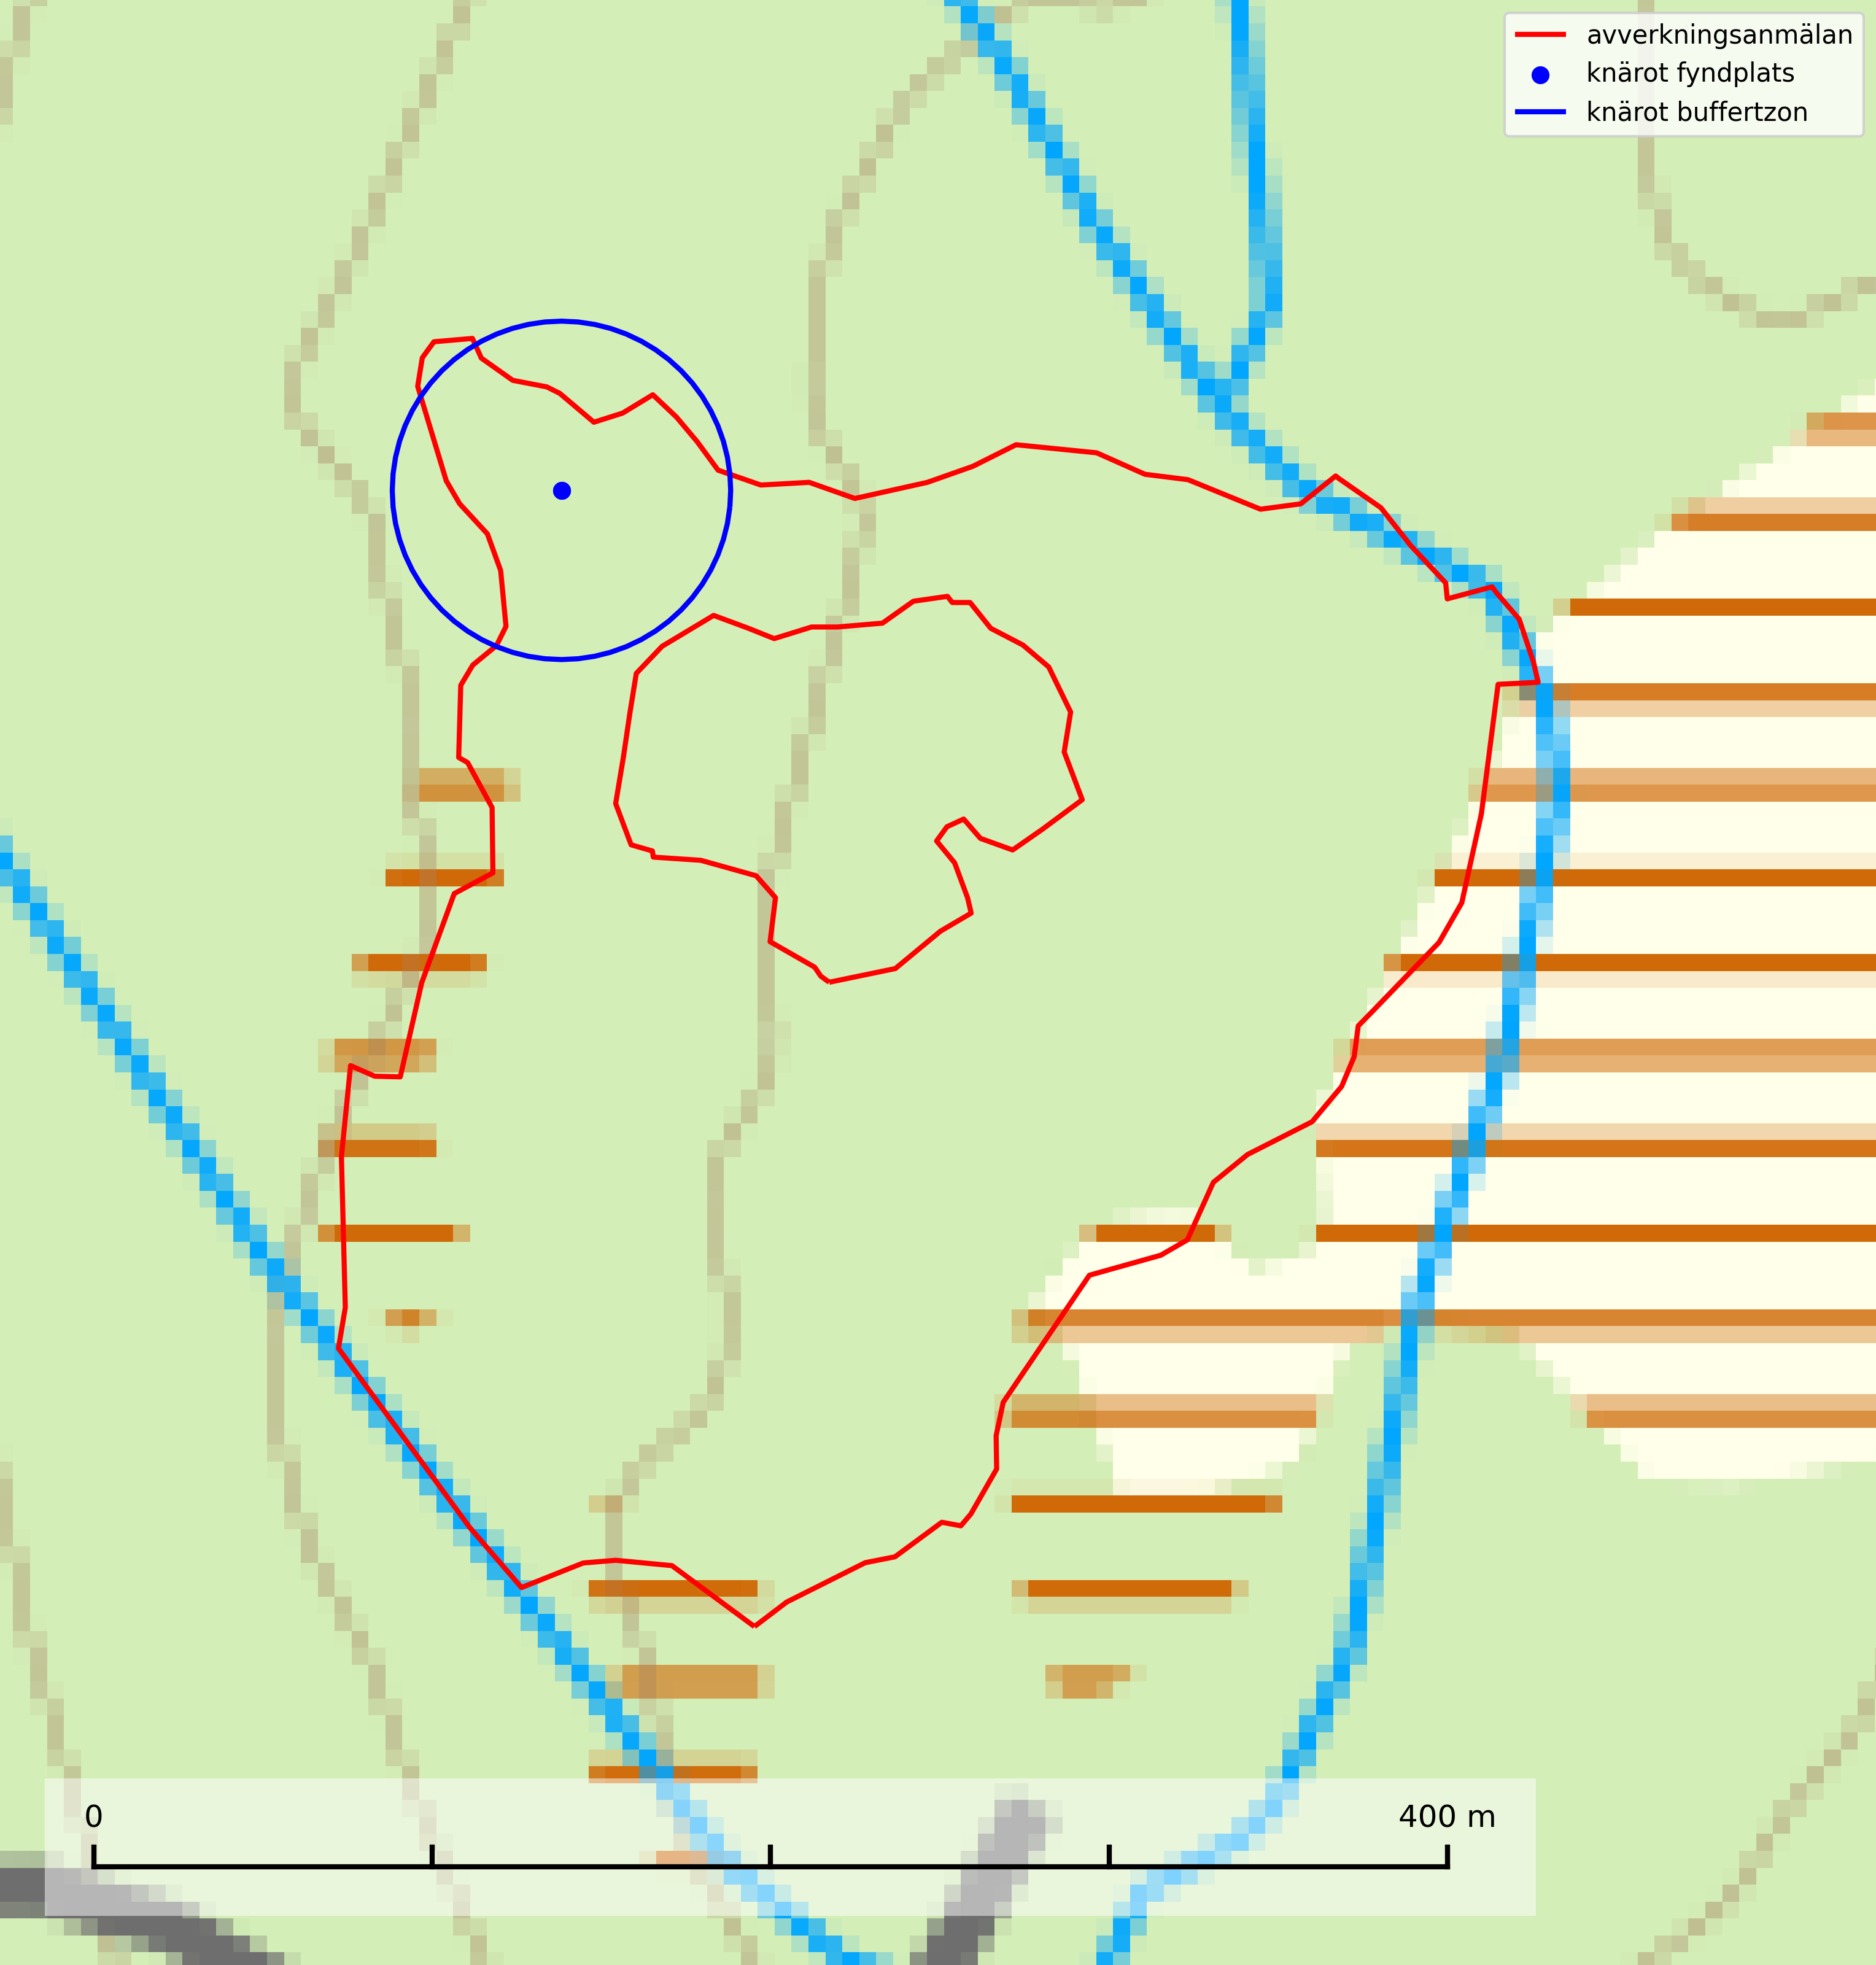 avverkningsanmälan
knärot fyndplats
knärot buffertzon
0
400 m